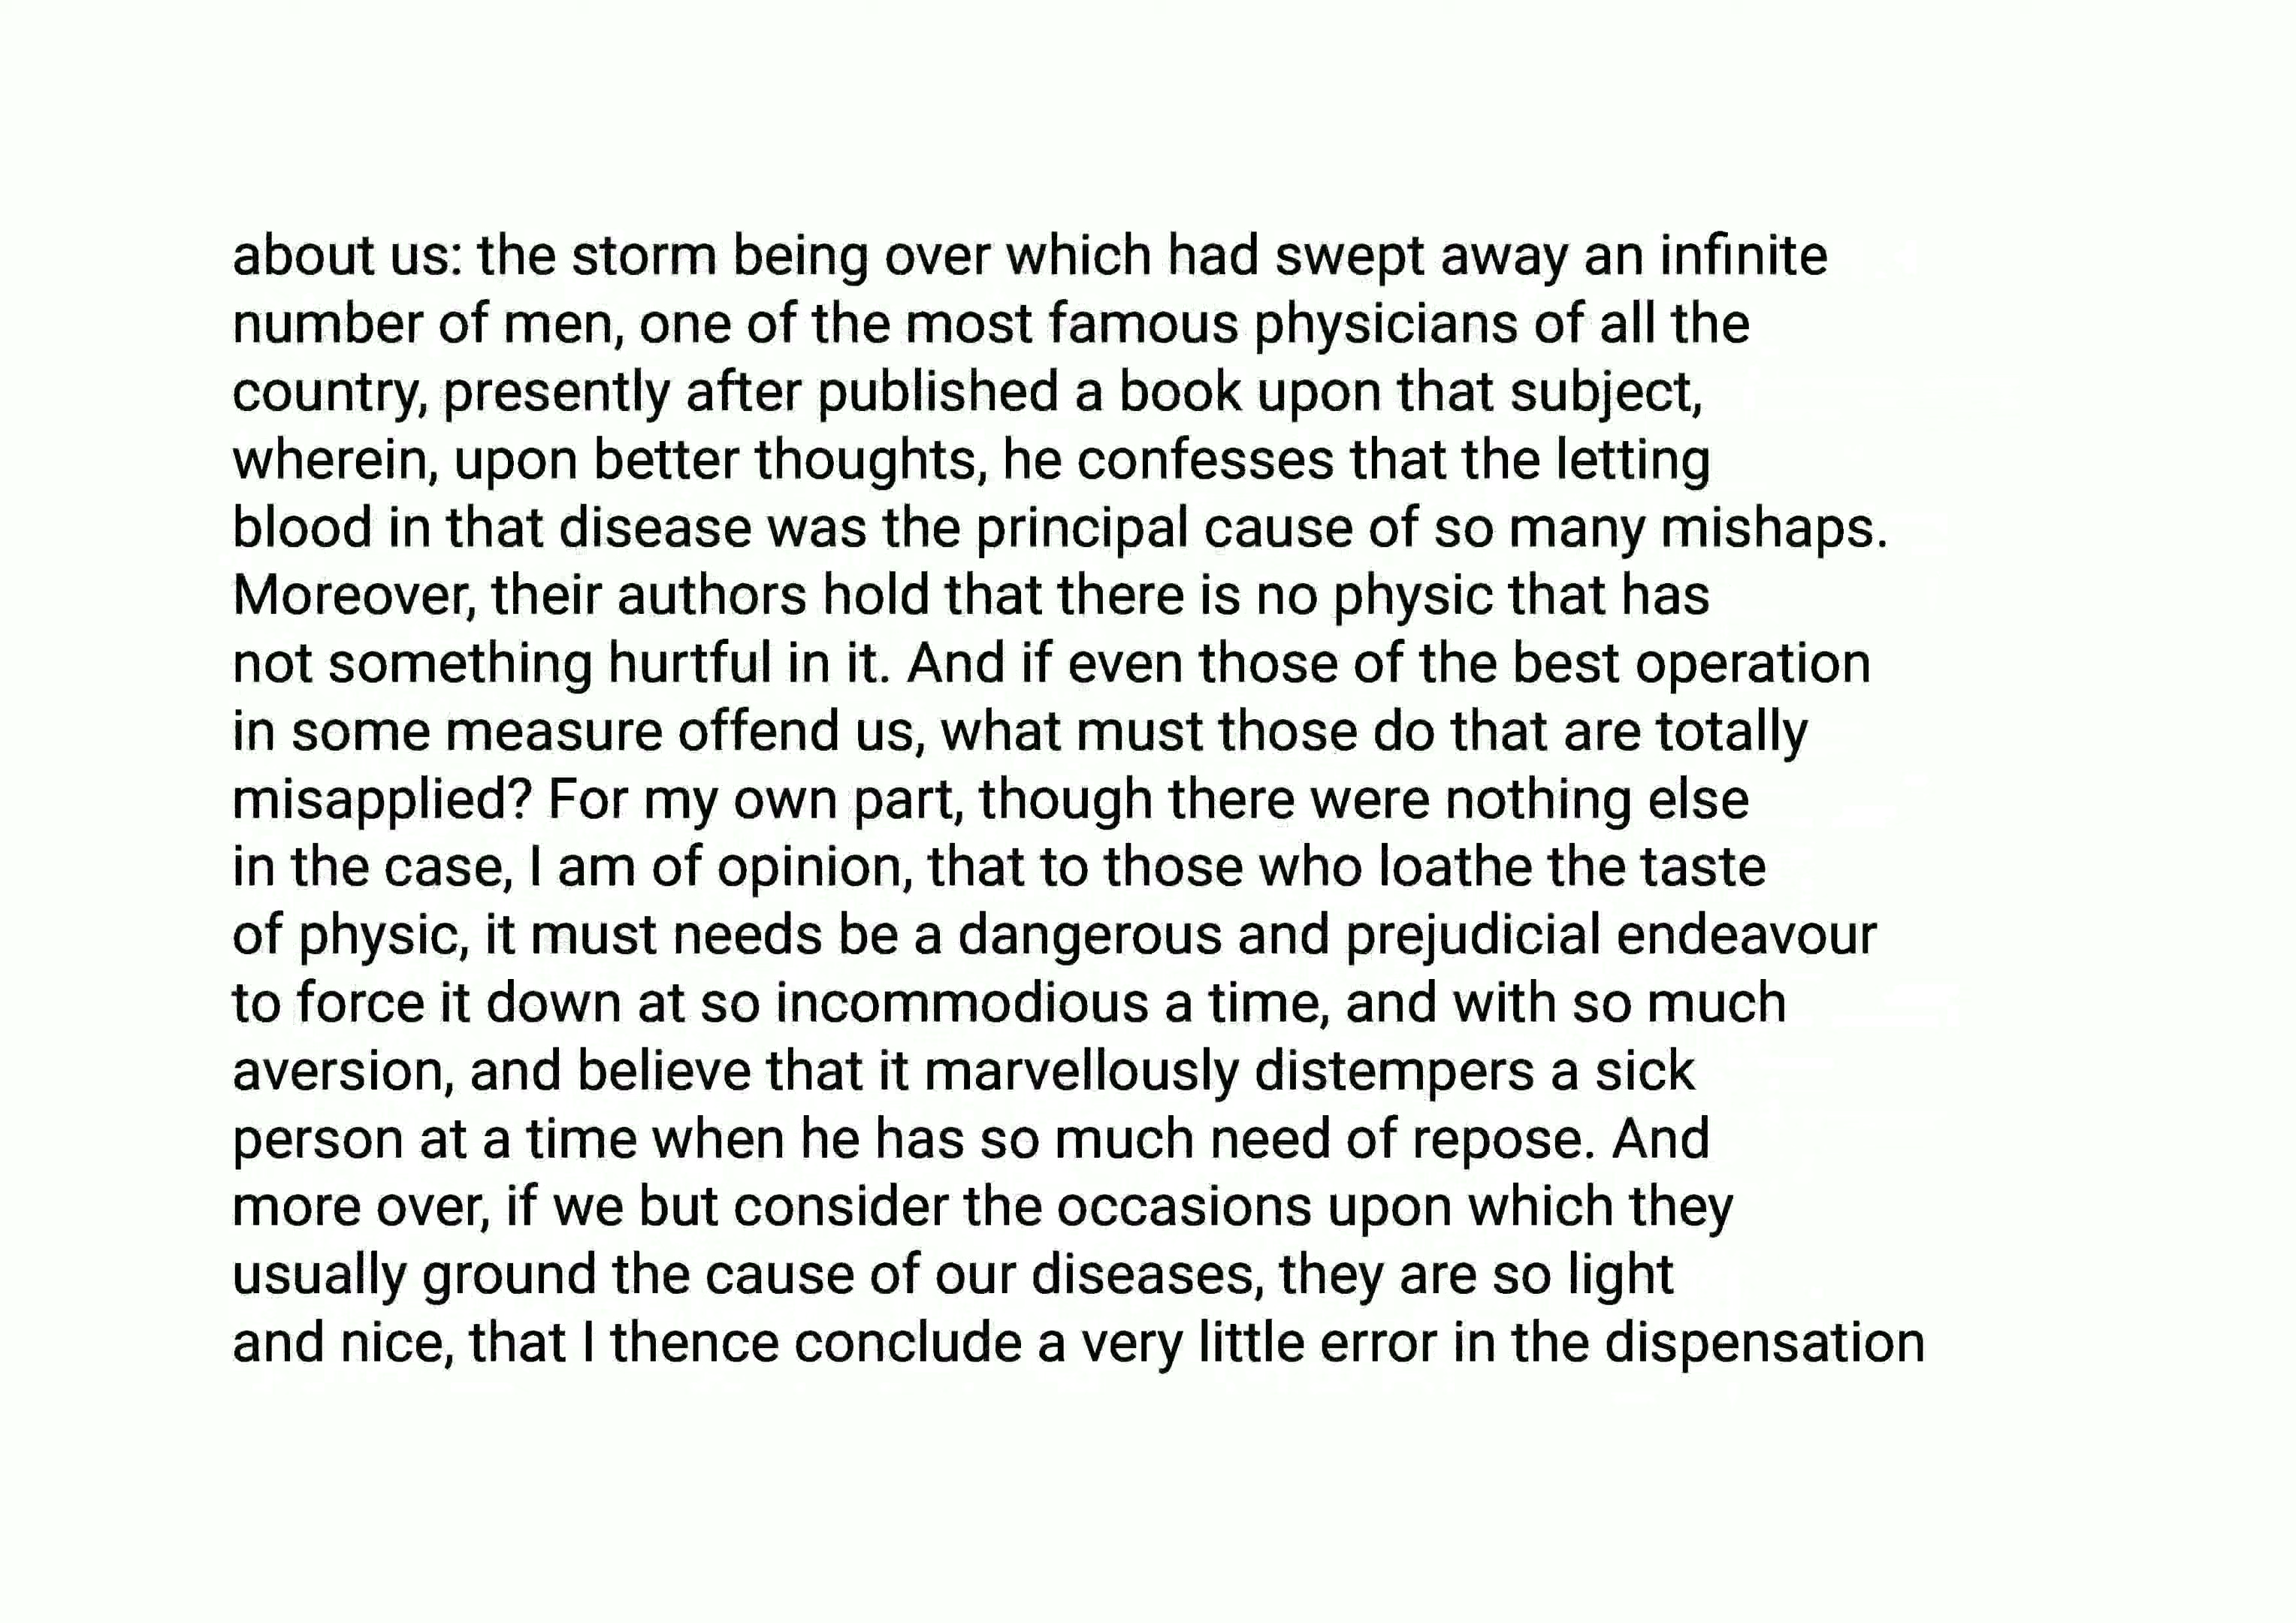 about us: the storm being over which had swept away an infinite
number of men, one of the most famous physicians of all the
country, presently after published a book upon that subject,
wherein, upon better thoughts, he confesses that the letting
blood in that disease was the principal cause of so many mishaps.
Moreover, their authors hold that there is no physic that has
not something hurtful in it. And if even those of the best operation
in some measure offend us, what must those do that are totally
misapplied? For my own part, though there were nothing else
in the case, I am of opinion, that to those who loathe the taste
of physic, it must needs be a dangerous and prejudicial endeavour
to force it down at so incommodious a time, and with so much
aversion, and believe that it marvellously distempers a sick
person at a time when he has so much need of repose. And
more over, if we but consider the occasions upon which they
usually ground the cause of our diseases, they are so light
and nice, that I thence conclude a very little error in the dispensation